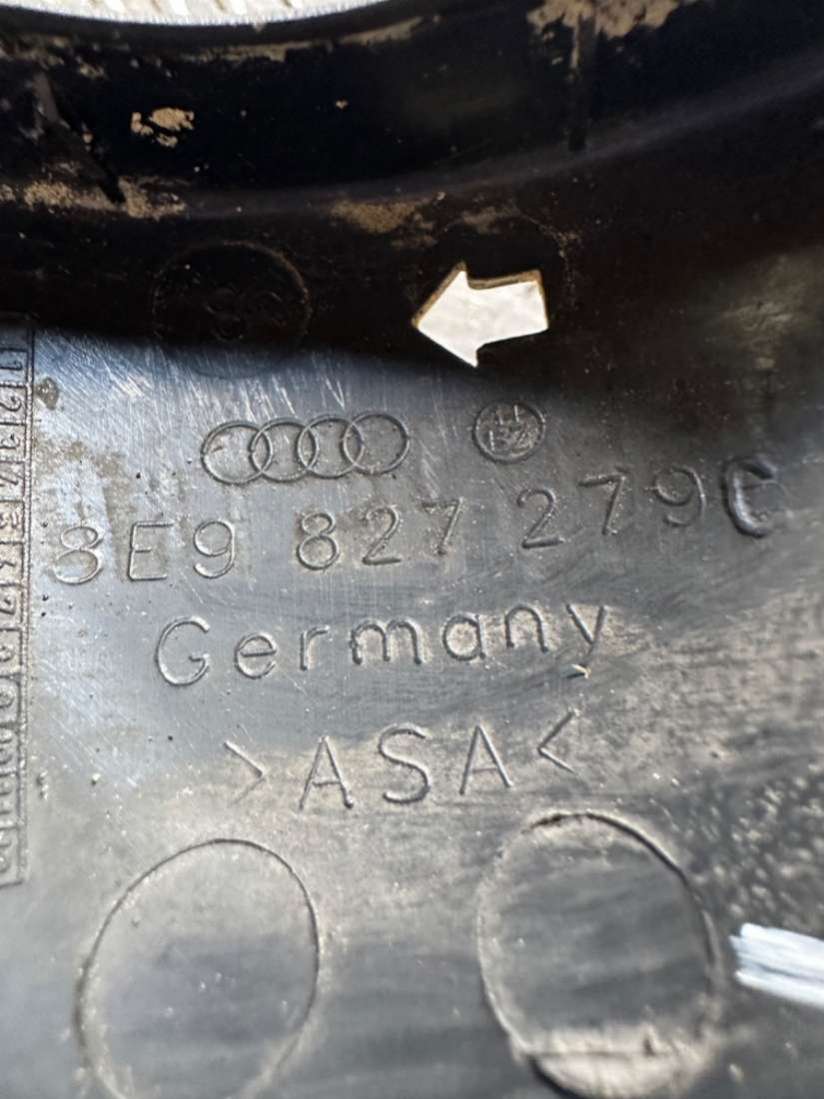 8E9 827 279C
Germany
>ASA<